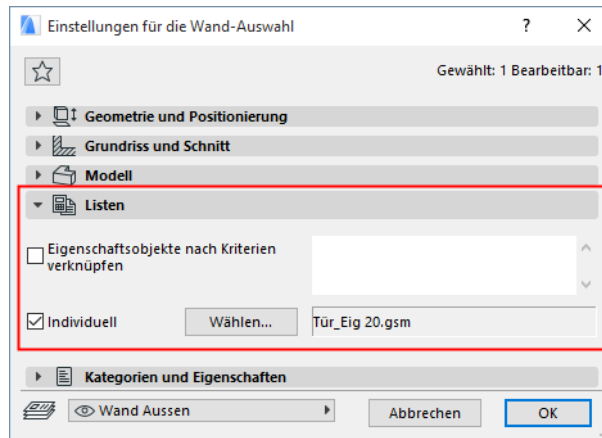 Einstellungen für die Wand-Auswahl
Gewählt: 1 Bearbeitbar: 1
Geometrie und Positionierung
Grundriss und Schnitt
Modell
Listen
Eigenschaftsobjekte nach Kriterien
verknüpfen
Individuell
Wählen...
Tür_Eig 20.gsm
Kategorien und Eigenschaften
Wand Aussen
Abbrechen
OK